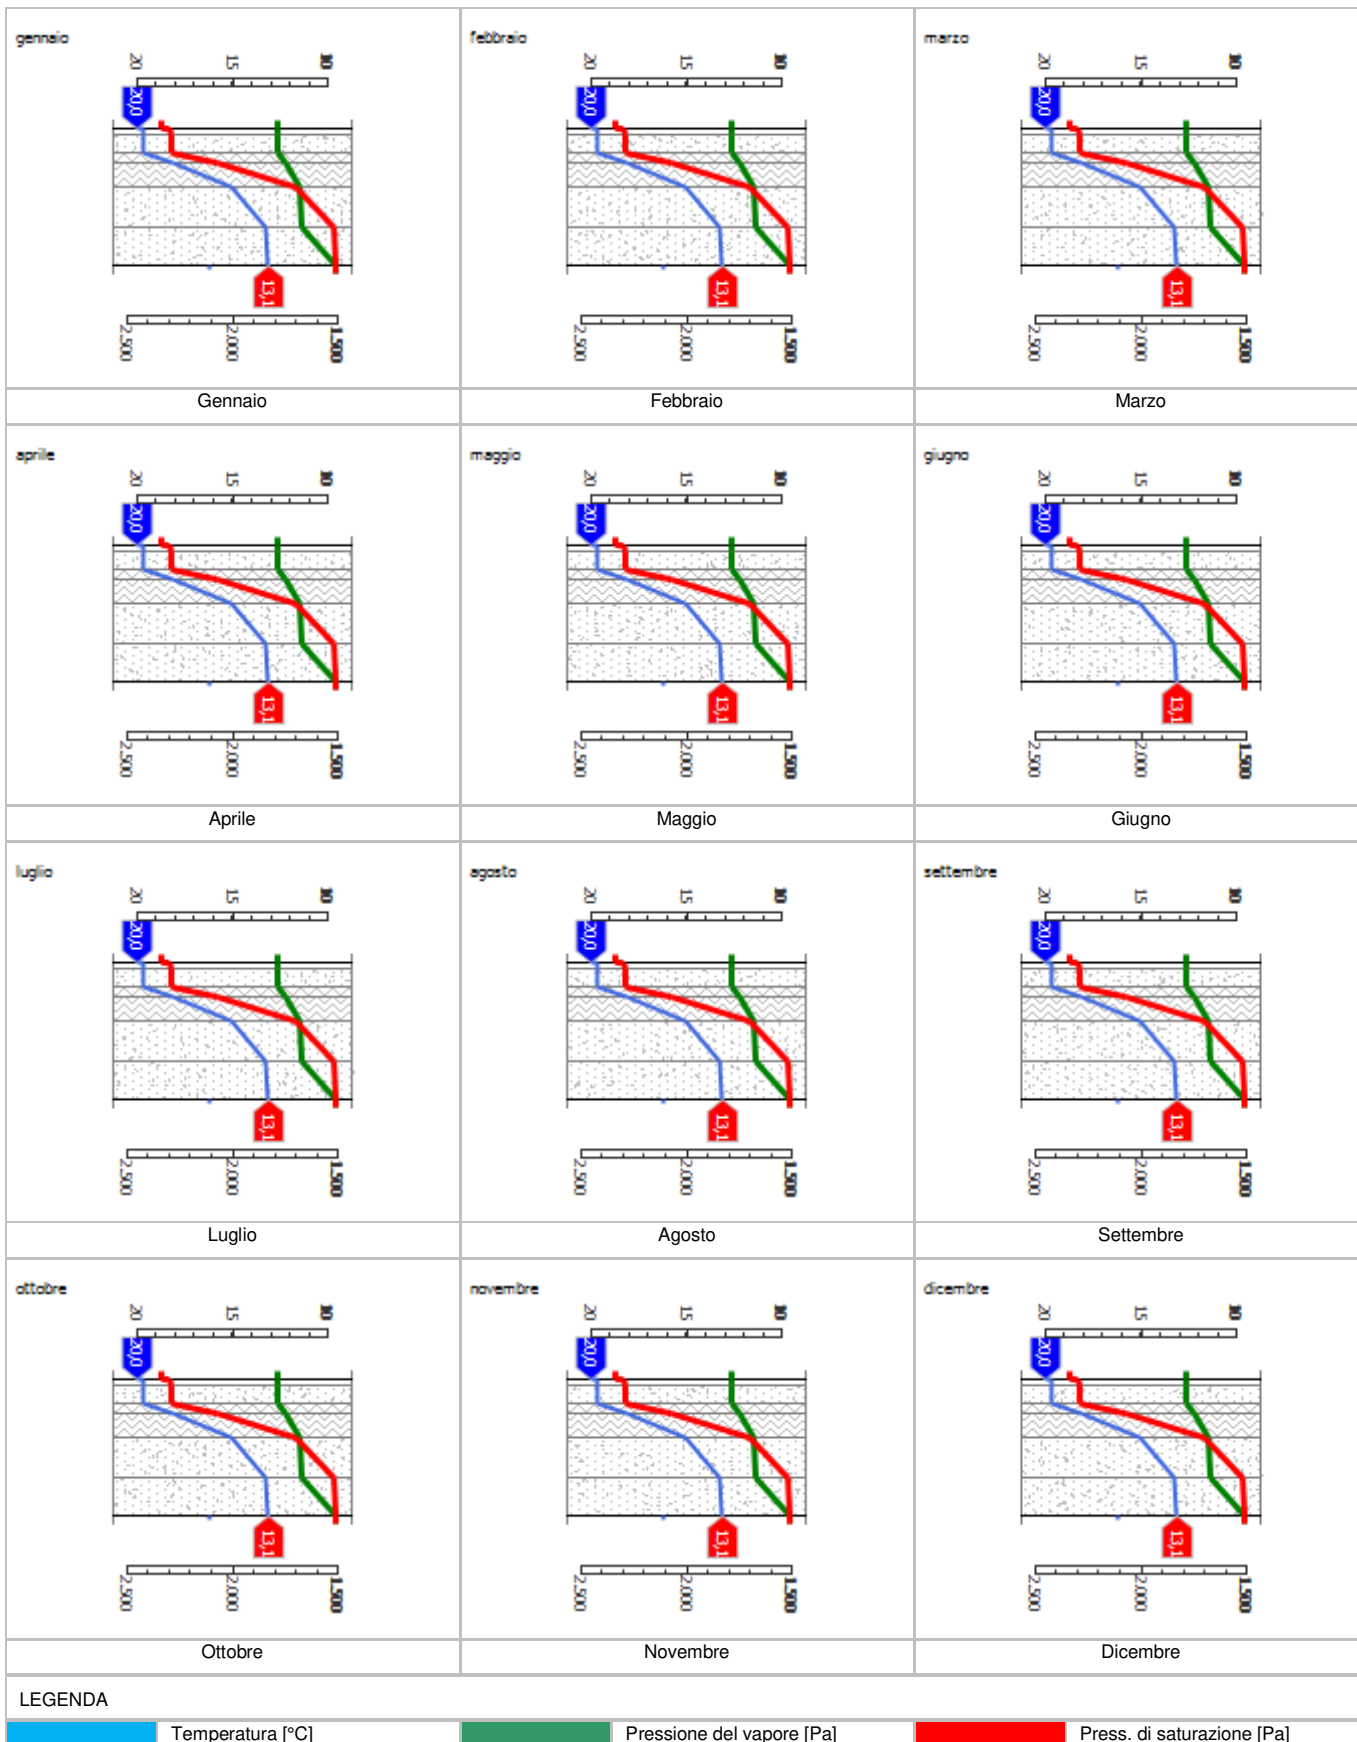 gennaio febbraio marzo
20 15 10 20 15 10 20 15 10
20,0 20,0 20,0
13,1 13,1 13,1
2.500 2.000 1.500 2.500 2.000 1.500 2.500 2.000 1.500
Gennaio Febbraio Marzo
aprile maggio giugno
20 15 10 20 15 10 20 15 10
20,0 20,0 20,0
13,1 13,1 13,1
2.500 2.000 1.500 2.500 2.000 1.500 2.500 2.000 1.500
Aprile Maggio Giugno
luglio agosto settembre
20 15 10 20 15 10 20 15 10
20,0 20,0 20,0
13,1 13,1 13,1
2.500 2.000 1.500 2.500 2.000 1.500 2.500 2.000 1.500
Luglio Agosto Settembre
ottobre novembre dicembre
20 15 10 20 15 10 20 15 10
20,0 20,0 20,0
13,1 13,1 13,1
2.500 2.000 1.500 2.500 2.000 1.500 2.500 2.000 1.500
Ottobre Novembre Dicembre
LEGENDA
Temperatura [°C] Pressione del vapore [Pa] Press. di saturazione [Pa]